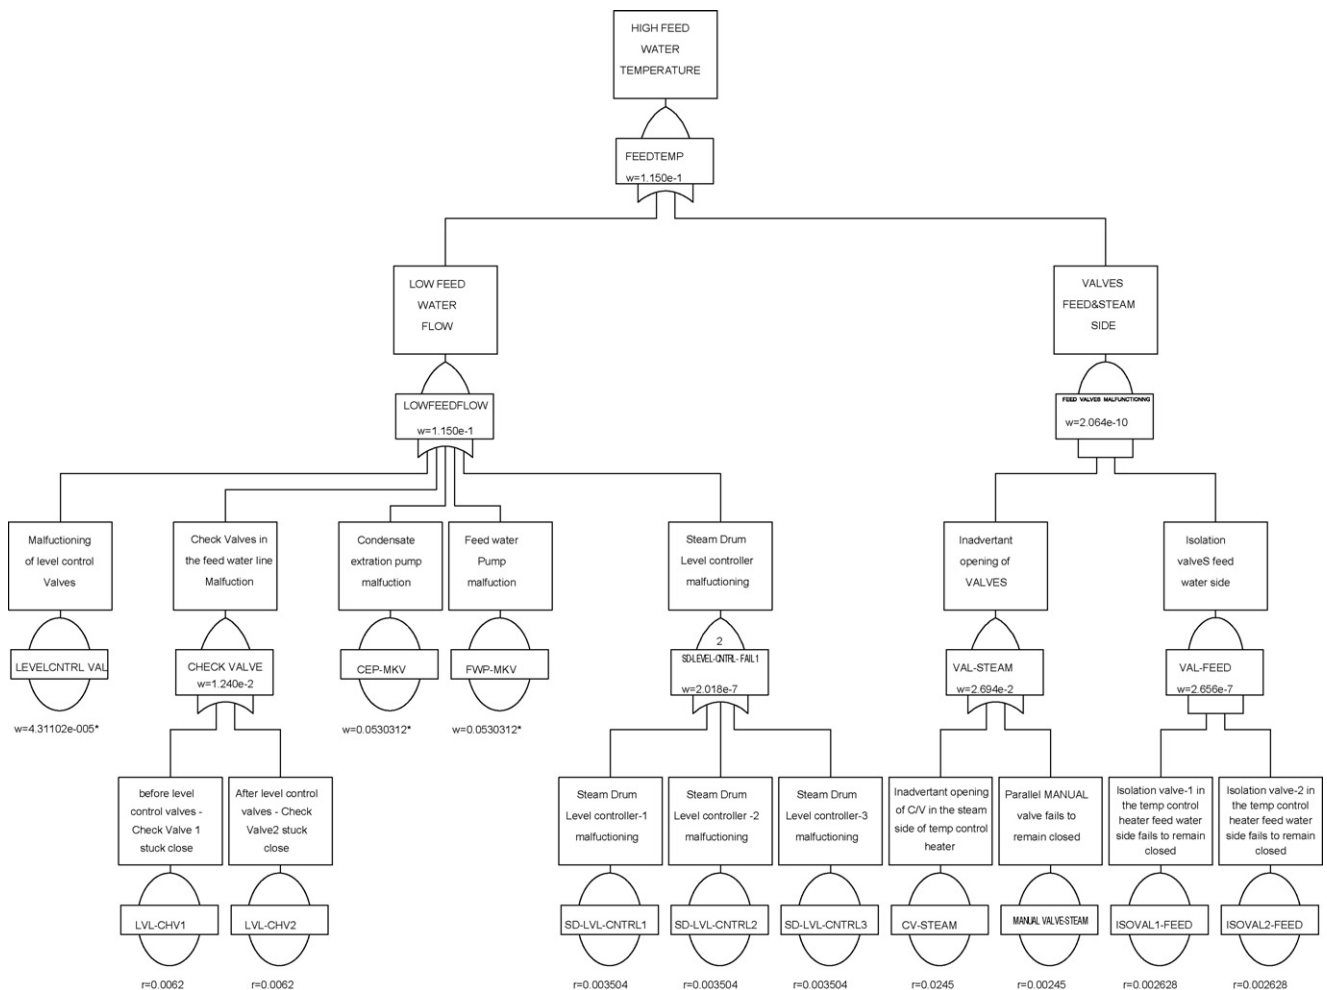 HIGH FEED
WATER
TEMPERATURE
FEEDTEMP
w=1.150e-1
LOW FEED
WATER
FLOW
VALVES
FEED&STEAM
SIDE
LOWFEEDFLOW
w=1.150e-1
FEED VALVES MALFUNCTIONNG
w=2.064e-10
Malfuctioning
of level control
Valves
Check Valves in
the feed water line
Malfuction
Condensate
extration pump
malfuction
Feed water
Pump
malfuction
Steam Drum
Level controller
malfuctioning
Inadvertant
opening of
VALVES
Isolation
valveS feed
water side
LEVELCNTRL VAL
w=4.31102e-005*
CHECK VALVE
w=1.240e-2
CEP-MKV
w=0.0530312*
FWP-MKV
w=0.0530312*
2
SD-LEVEL-CNTRL- FAIL1
w=2.018e-7
VAL-STEAM
w=2.694e-2
VAL-FEED
w=2.656e-7
before level
control valves -
Check Valve 1
stuck close
After level control
valves - Check
Valve2 stuck
close
Steam Drum
Level controller-1
malfuctioning
Steam Drum
Level controller -2
malfuctioning
Steam Drum
Level controller-3
malfuctioning
Inadvertant opening
of C/V in the steam
side of temp control
heater
Parallel MANUAL
valve fails to
remain closed
Isolation valve-1 in
the temp control
heater feed water
side fails to remain
closed
Isolation valve-2 in
the temp control
heater feed water
side fails to remain
closed
LVL-CHV1
LVL-CHV2
SD-LVL-CNTRL1
SD-LVL-CNTRL2
SD-LVL-CNTRL3
CV-STEAM
MANUAL VALVE-STEAM
ISOVAL1-FEED
ISOVAL2-FEED
r=0.0062
r=0.0062
r=0.003504
r=0.003504
r=0.003504
r=0.0245
r=0.00245
r=0.002628
r=0.002628